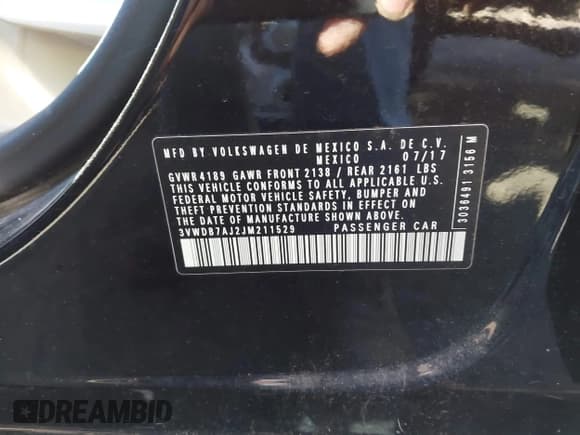 MFD BY VOLKSWAGEN DE MEXICO S.A. DE C.V.
MEXICO 07/17
GVWR 4189 GAWR FRONT 2138 / REAR 2161 LBS
THIS VEHICLE CONFORMS TO ALL APPLICABLE U.S.
FEDERAL MOTOR VEHICLE SAFETY, BUMPER AND
THEFT PREVENTION STANDARDS IN EFFECT ON
THE DATE OF MANUFACTURE SHOWN ABOVE.
3VWDB7AJ2JM211529 PASSENGER CAR
3036491 3156 M
DREAMBID